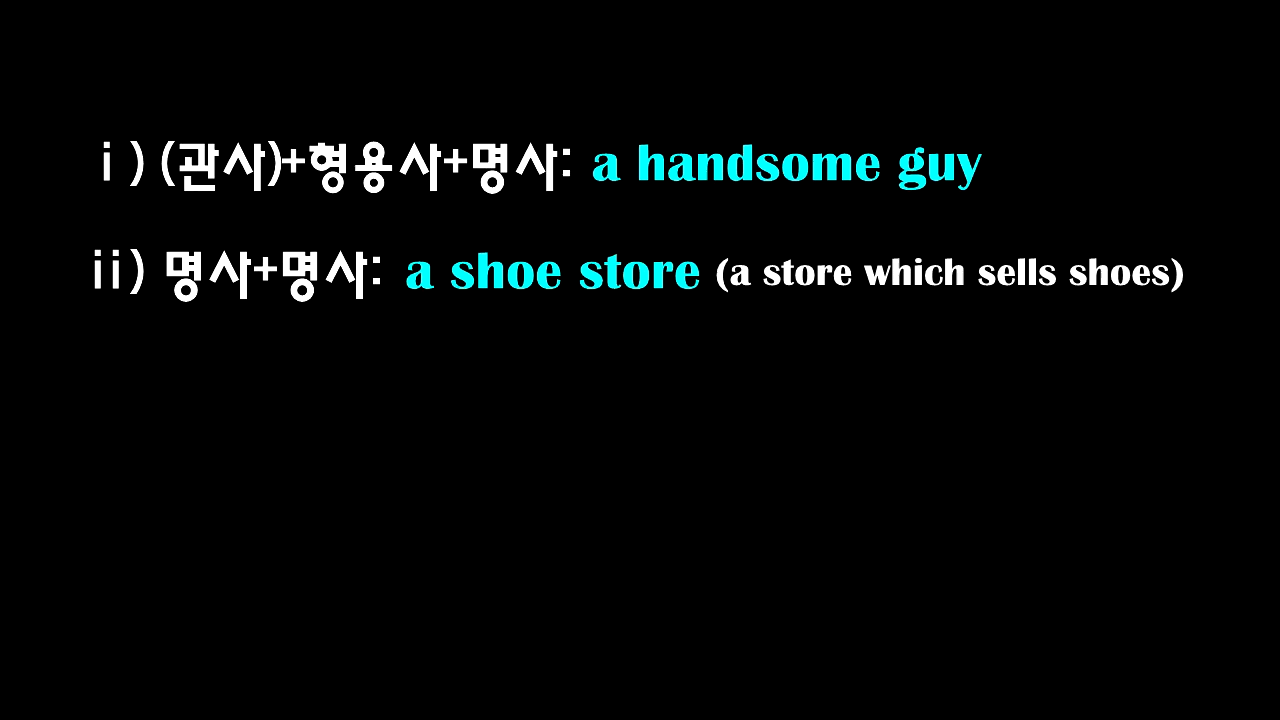 ⅰ) (관사)+형용사+명사: a handsome guy
ⅱ) 명사+명사: a shoe store (a store which sells shoes)